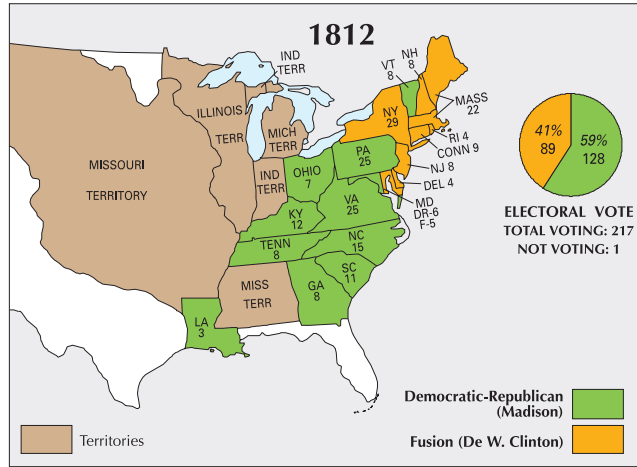 1812
IND
TERR
VT
8
NH
8
MASS
22
ILLINOIS
TERR
NY
29
MICH
TERR
RI 4
CONN 9
NJ 8
DEL 4
MD
DR-6
F-5
MISSOURI
TERRITORY
IND
TERR
OHIO
7
PA
25
VA
25
KY
12
TENN
8
NC
15
SC
11
MISS
TERR
GA
8
LA
3
41%
89
59%
128
ELECTORAL VOTE
TOTAL VOTING: 217
NOT VOTING: 1
Democratic-Republican
(Madison)
Fusion (De W. Clinton)
Territories